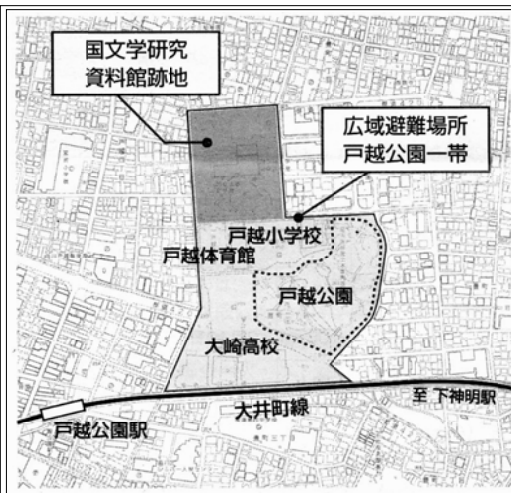 国文学研究
資料館跡地
広域避難場所
戸越公園一帯
戸越小学校
戸越体育館
戸越公園
大崎高校
大井町線
至 下神明駅
戸越公園駅